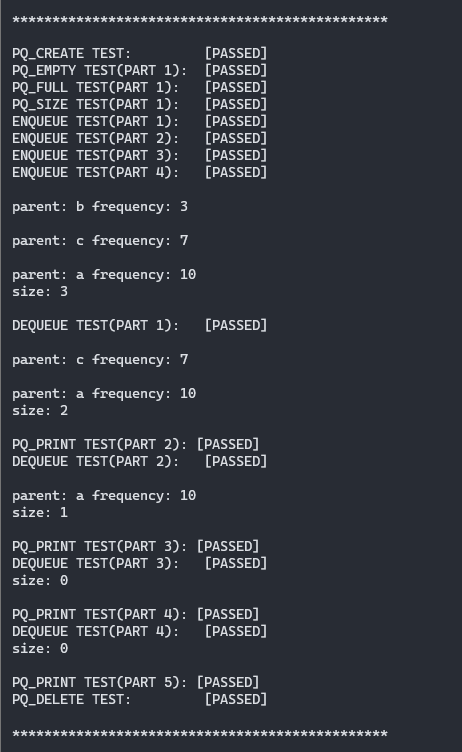 ***********************************************
PQ_CREATE TEST:         [PASSED]
PQ_EMPTY TEST(PART 1):  [PASSED]
PQ_FULL TEST(PART 1):   [PASSED]
PQ_SIZE TEST(PART 1):   [PASSED]
ENQUEUE TEST(PART 1):   [PASSED]
ENQUEUE TEST(PART 2):   [PASSED]
ENQUEUE TEST(PART 3):   [PASSED]
ENQUEUE TEST(PART 4):   [PASSED]
parent: b frequency: 3
parent: c frequency: 7
parent: a frequency: 10
size: 3
DEQUEUE TEST(PART 1):   [PASSED]
parent: c frequency: 7
parent: a frequency: 10
size: 2
PQ_PRINT TEST(PART 2): [PASSED]
DEQUEUE TEST(PART 2):   [PASSED]
parent: a frequency: 10
size: 1
PQ_PRINT TEST(PART 3): [PASSED]
DEQUEUE TEST(PART 3):   [PASSED]
size: 0
PQ_PRINT TEST(PART 4): [PASSED]
DEQUEUE TEST(PART 4):   [PASSED]
size: 0
PQ_PRINT TEST(PART 5): [PASSED]
PQ_DELETE TEST:         [PASSED]
***********************************************